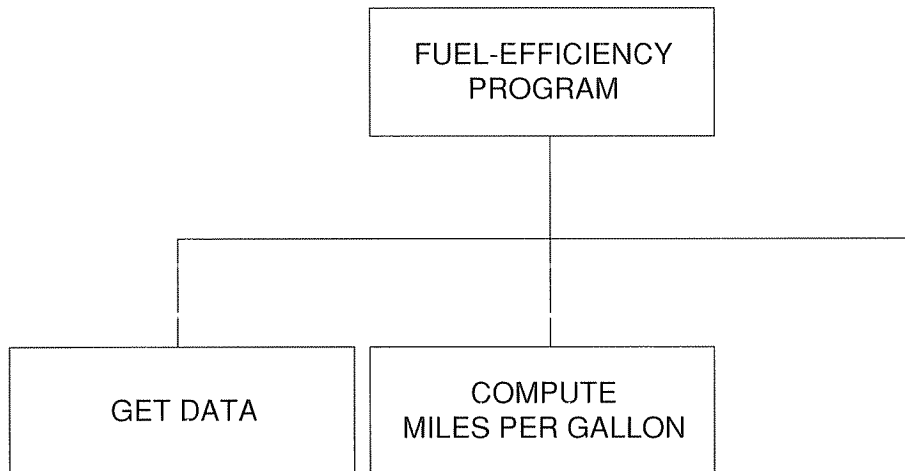 FUEL-EFFICIENCY
PROGRAM
GET DATA
COMPUTE
MILES PER GALLON